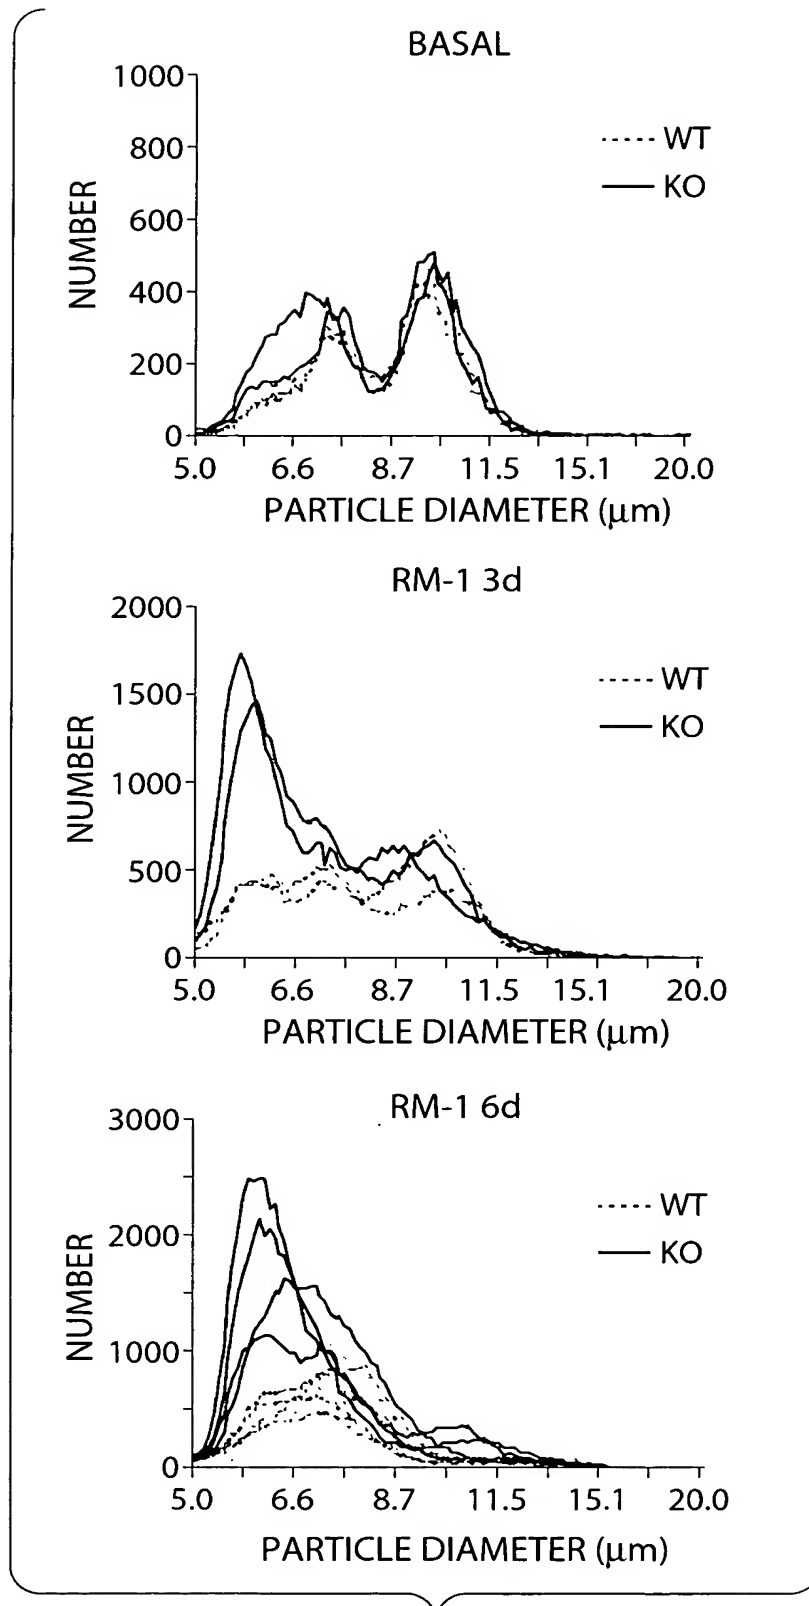 BASAL
1000
800
600
400
200
0
NUMBER
WT
KO
5.0 6.6 8.7 11.5 15.1 20.0
PARTICLE DIAMETER (μm)
RM-1 3d
2000
1500
1000
500
0
NUMBER
WT
KO
5.0 6.6 8.7 11.5 15.1 20.0
PARTICLE DIAMETER (μm)
RM-1 6d
3000
2000
1000
0
NUMBER
WT
KO
5.0 6.6 8.7 11.5 15.1 20.0
PARTICLE DIAMETER (μm)